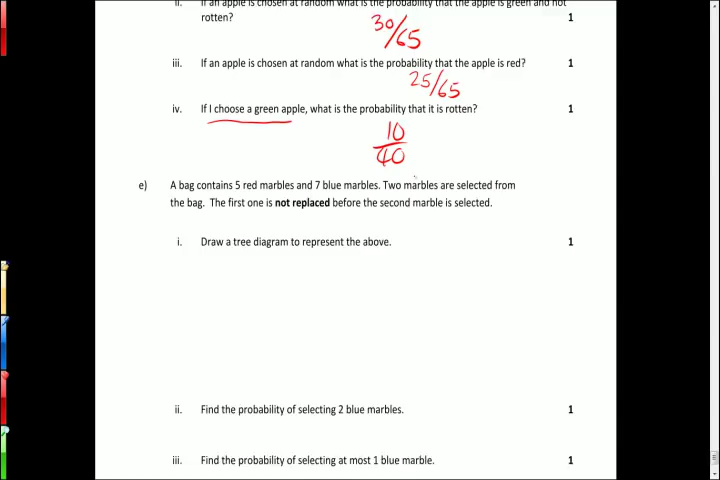 ii. If an apple is chosen at random what is the probability that the apple is green and not
rotten? 1
30/65
iii. If an apple is chosen at random what is the probability that the apple is red? 1
25/65
iv. If I choose a green apple, what is the probability that it is rotten? 1
10
40
e) A bag contains 5 red marbles and 7 blue marbles. Two marbles are selected from
the bag. The first one is not replaced before the second marble is selected.
i. Draw a tree diagram to represent the above. 1
ii. Find the probability of selecting 2 blue marbles. 1
iii. Find the probability of selecting at most 1 blue marble. 1